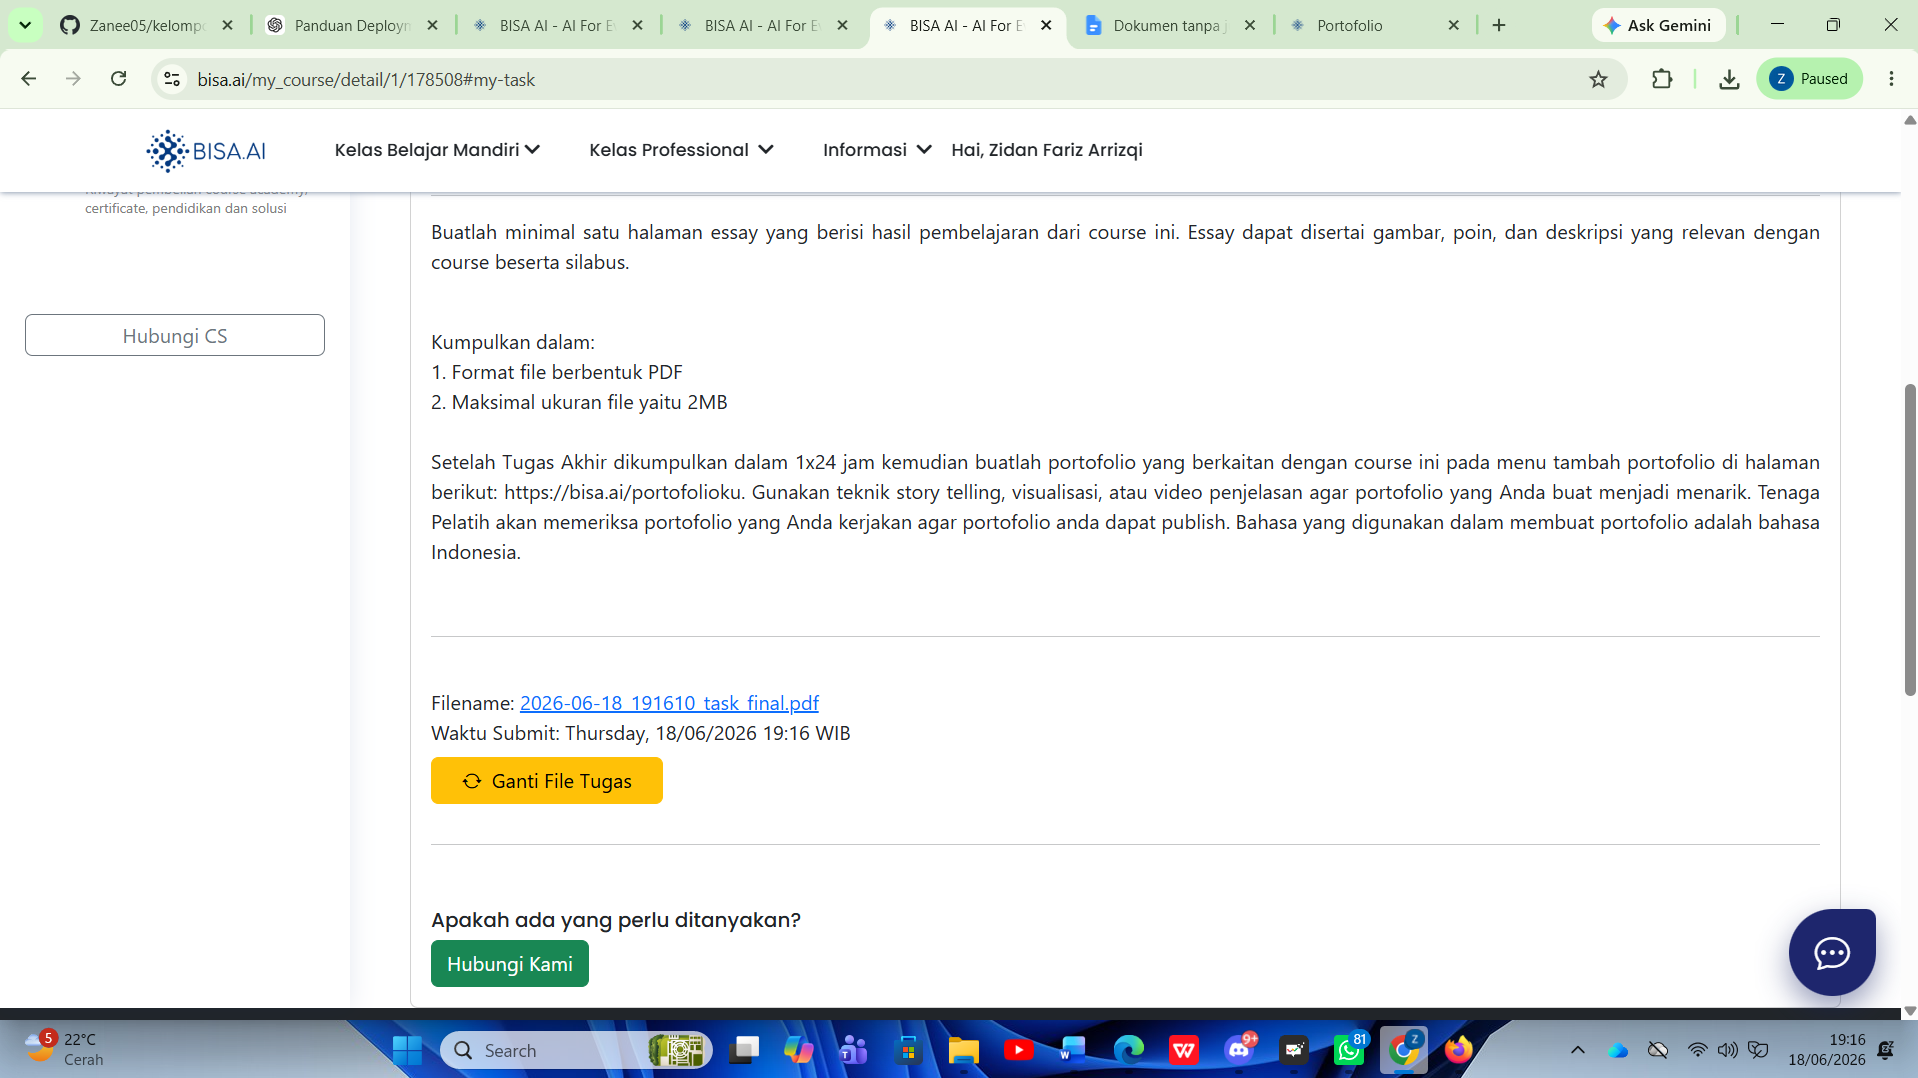 Zanee05/kelompo
Panduan Deploym
BISA AI - AI For E
BISA AI - AI For E
BISA AI - AI For E
Dokumen tanpa j
Portofolio
Ask Gemini
bisa.ai/my_course/detail/1/178508#my-task
Z Paused
BISA.AI
Kelas Belajar Mandiri
Kelas Professional
Informasi
Hai, Zidan Fariz Arrizqi
Riwayat pembelian course academy,
certificate, pendidikan dan solusi
Hubungi CS
Buatlah minimal satu halaman essay yang berisi hasil pembelajaran dari course ini. Essay dapat disertai gambar, poin, dan deskripsi yang relevan dengan
course beserta silabus.
Kumpulkan dalam:
1. Format file berbentuk PDF
2. Maksimal ukuran file yaitu 2MB
Setelah Tugas Akhir dikumpulkan dalam 1x24 jam kemudian buatlah portofolio yang berkaitan dengan course ini pada menu tambah portofolio di halaman
berikut: https://bisa.ai/portofolioku. Gunakan teknik story telling, visualisasi, atau video penjelasan agar portofolio yang Anda buat menjadi menarik. Tenaga
Pelatih akan memeriksa portofolio yang Anda kerjakan agar portofolio anda dapat publish. Bahasa yang digunakan dalam membuat portofolio adalah bahasa
Indonesia.
Filename: 2026-06-18_191610_task_final.pdf
Waktu Submit: Thursday, 18/06/2026 19:16 WIB
Ganti File Tugas
Apakah ada yang perlu ditanyakan?
Hubungi Kami
5
22°C
Cerah
Search
9+
81
Z
19:16
18/06/2026